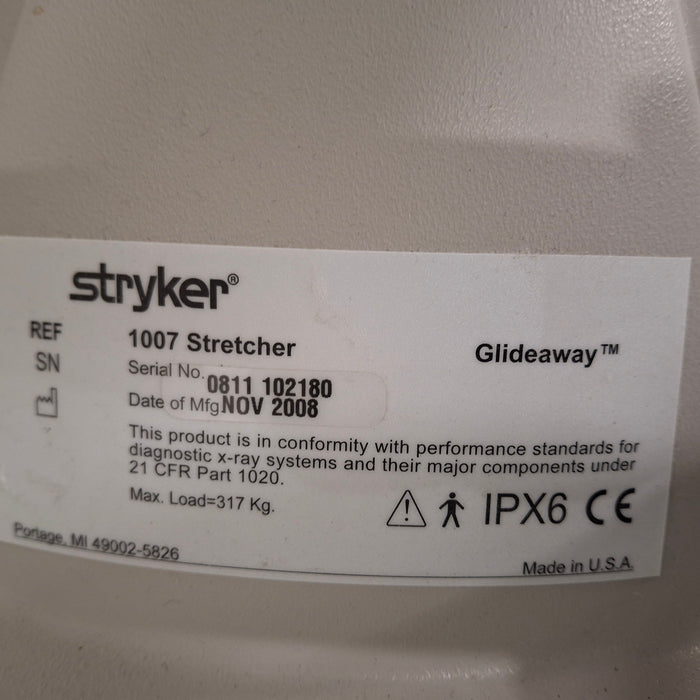 stryker®
REF 1007 Stretcher Glideaway™
SN Serial No. 0811 102180
Date of Mfg NOV 2008
This product is in conformity with performance standards for
diagnostic x-ray systems and their major components under
21 CFR Part 1020.
Max. Load=317 Kg.
IPX6 CE
Portage, MI 49002-5826
Made in U.S.A.